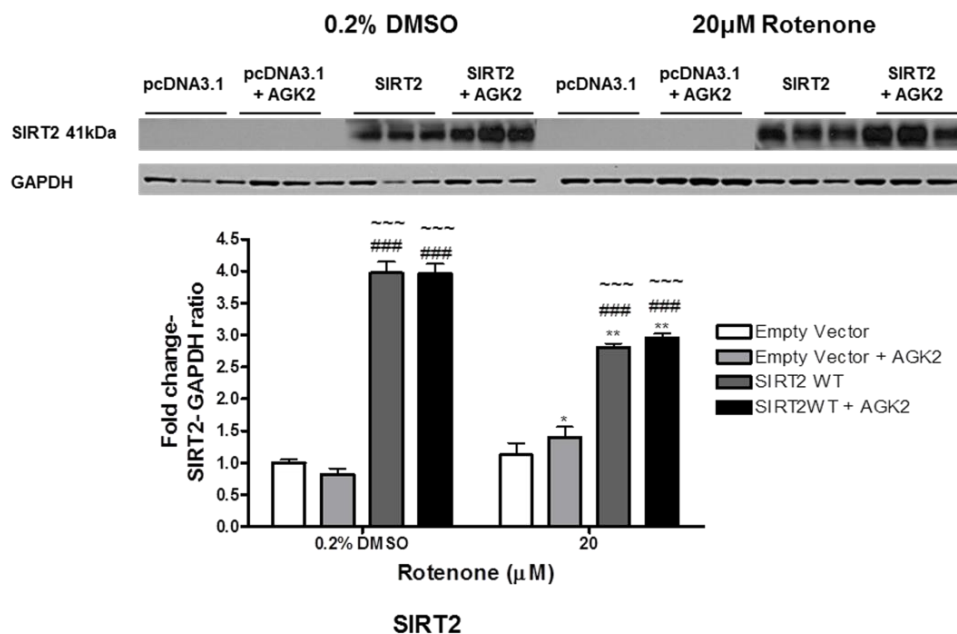 0.2% DMSO 20µM Rotenone
pcDNA3.1 pcDNA3.1 + AGK2 SIRT2 SIRT2 + AGK2 pcDNA3.1 pcDNA3.1 + AGK2 SIRT2 SIRT2 + AGK2
SIRT2 41kDa
GAPDH
~~~ ~~~
### ###
~~~ ~~~
### ###
** **
*
Fold change-
SIRT2- GAPDH ratio
4.5
4.0
3.5
3.0
2.5
2.0
1.5
1.0
0.5
0.0
Empty Vector
Empty Vector + AGK2
SIRT2 WT
SIRT2WT + AGK2
0.2% DMSO 20
Rotenone (µM)
SIRT2